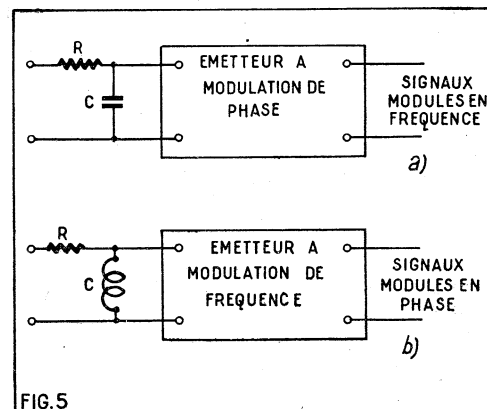 R
C
EMETTEUR A
MODULATION DE
PHASE
SIGNAUX
MODULES EN
FREQUENCE
a)
R
C
EMETTEUR A
MODULATION DE
FREQUENCE
SIGNAUX
MODULES EN
PHASE
b)
FIG.5